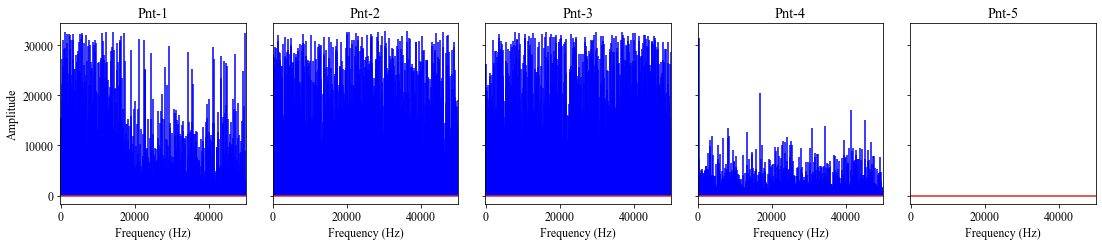 Pnt-1 Pnt-2 Pnt-3 Pnt-4 Pnt-5
Amplitude
30000
20000
10000
0
0 20000 40000 0 20000 40000 0 20000 40000 0 20000 40000 0 20000 40000
Frequency (Hz) Frequency (Hz) Frequency (Hz) Frequency (Hz) Frequency (Hz)